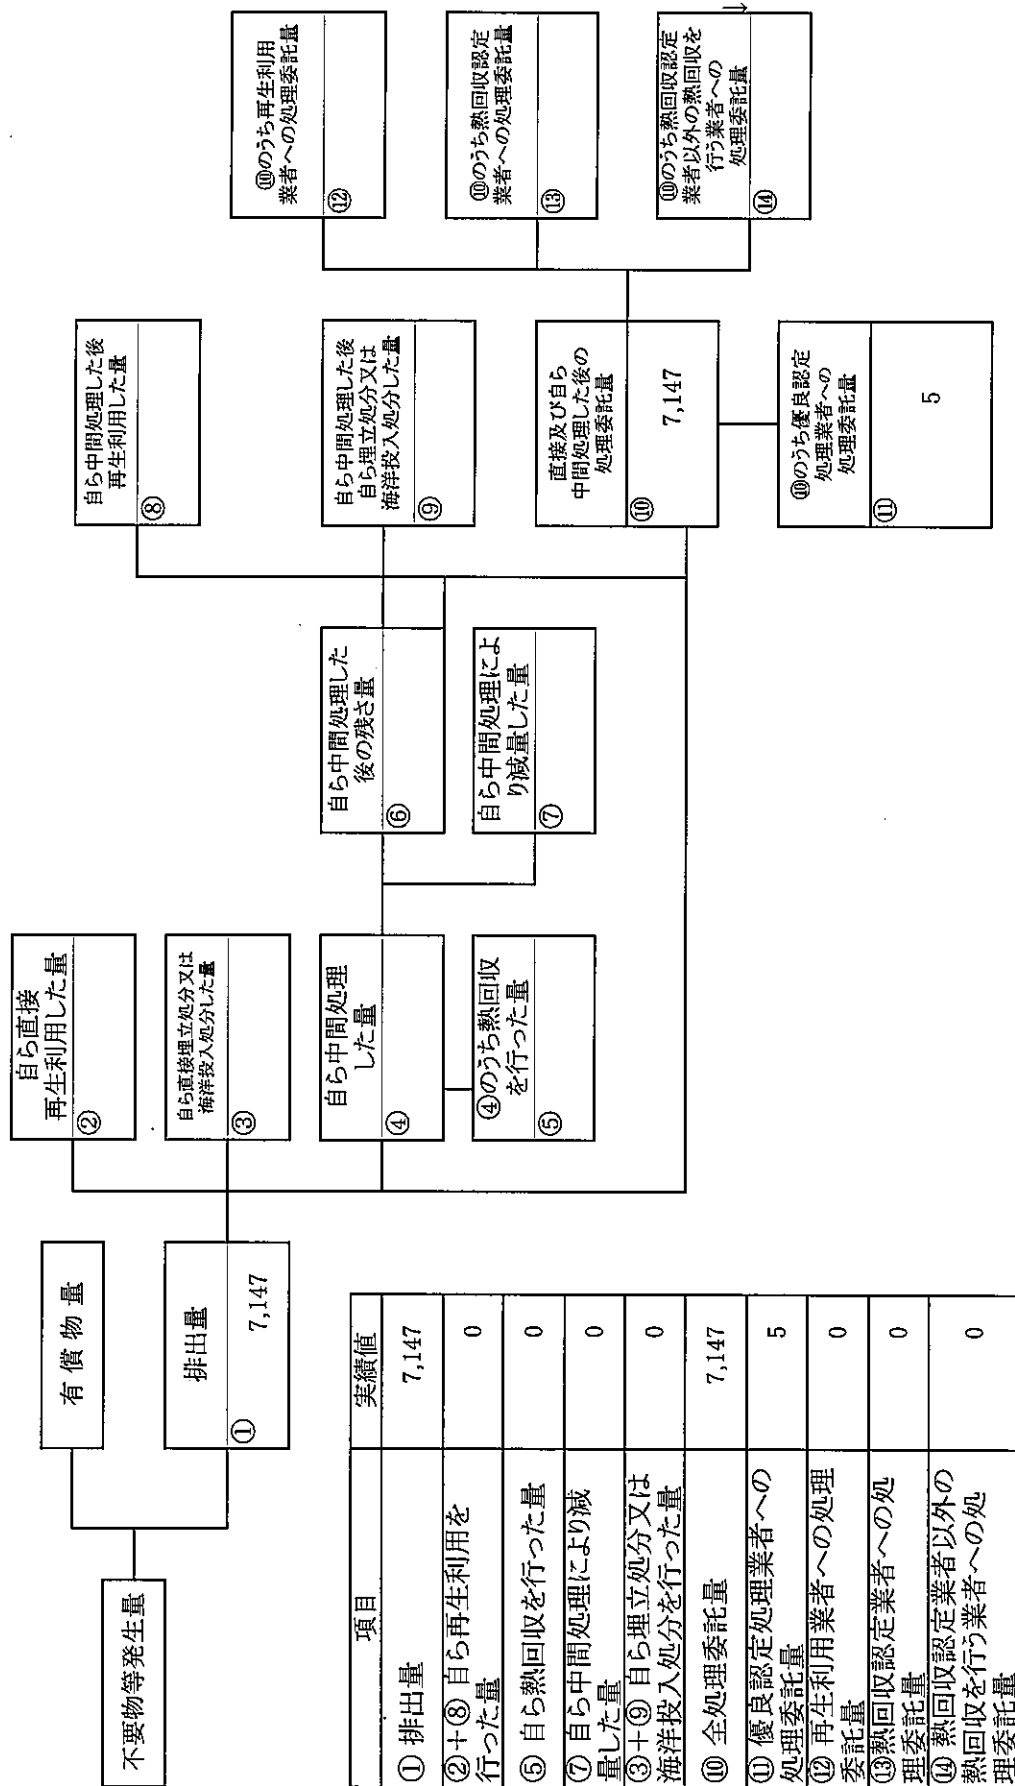 不要物等発生量
有償物量
排出量
①
7,147
自ら直接
再生利用した量
②
自ら直接埋立処分又は
海洋投入処分した量
③
自ら中間処理
した量
④
④のうち熱回収
を行った量
⑤
自ら中間処理した
後の残さ量
⑥
自ら中間処理によ
り減量した量
⑦
自ら中間処理した後
再生利用した量
⑧
自ら中間処理した後
自ら埋立処分又は
海洋投入処分した量
⑨
直接及び自ら
中間処理した後の
処理委託量
⑩
7,147
⑩のうち優良認定
処理業者への
処理委託量
⑪
5
⑩のうち再生利用
業者への処理委託量
⑫
⑩のうち熱回収認定
業者への処理委託量
⑬
⑩のうち熱回収認定
業者以外の熱回収を
行う業者への
処理委託量
⑭
項目 実績値
① 排出量 7,147
②+⑧ 自ら再生利用を
行った量 0
⑤ 自ら熱回収を行った量 0
⑦ 自ら中間処理により減
量した量 0
③+⑨ 自ら埋立処分又は
海洋投入処分を行った量 0
⑩ 全処理委託量 7,147
⑪ 優良認定処理業者への
処理委託量 5
⑫ 再生利用業者への処理
委託量 0
⑬熱回収認定業者への処
理委託量 0
⑭ 熱回収認定業者以外の
熱回収を行う業者への処
理委託量 0